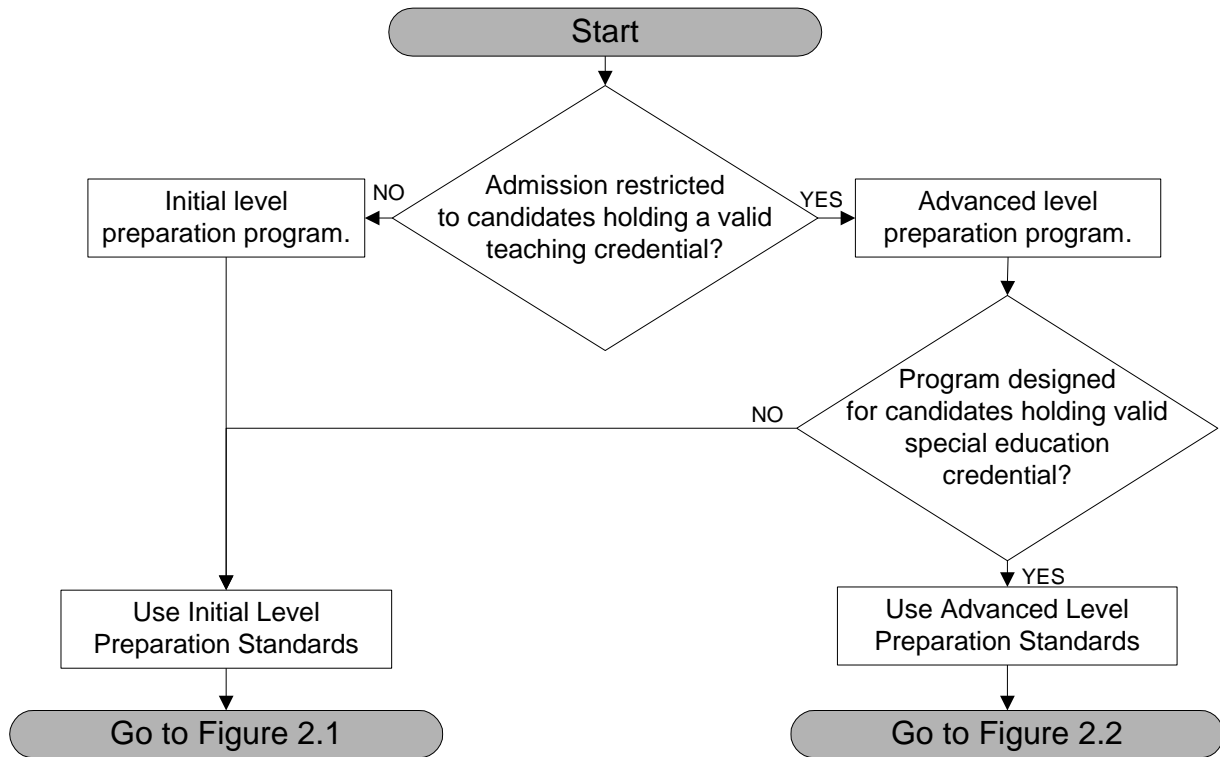 Start
Admission restricted
to candidates holding a valid
teaching credential?
NO
YES
Initial level
preparation program.
Advanced level
preparation program.
Program designed
for candidates holding valid
special education
credential?
NO
YES
Use Initial Level
Preparation Standards
Use Advanced Level
Preparation Standards
Go to Figure 2.1
Go to Figure 2.2